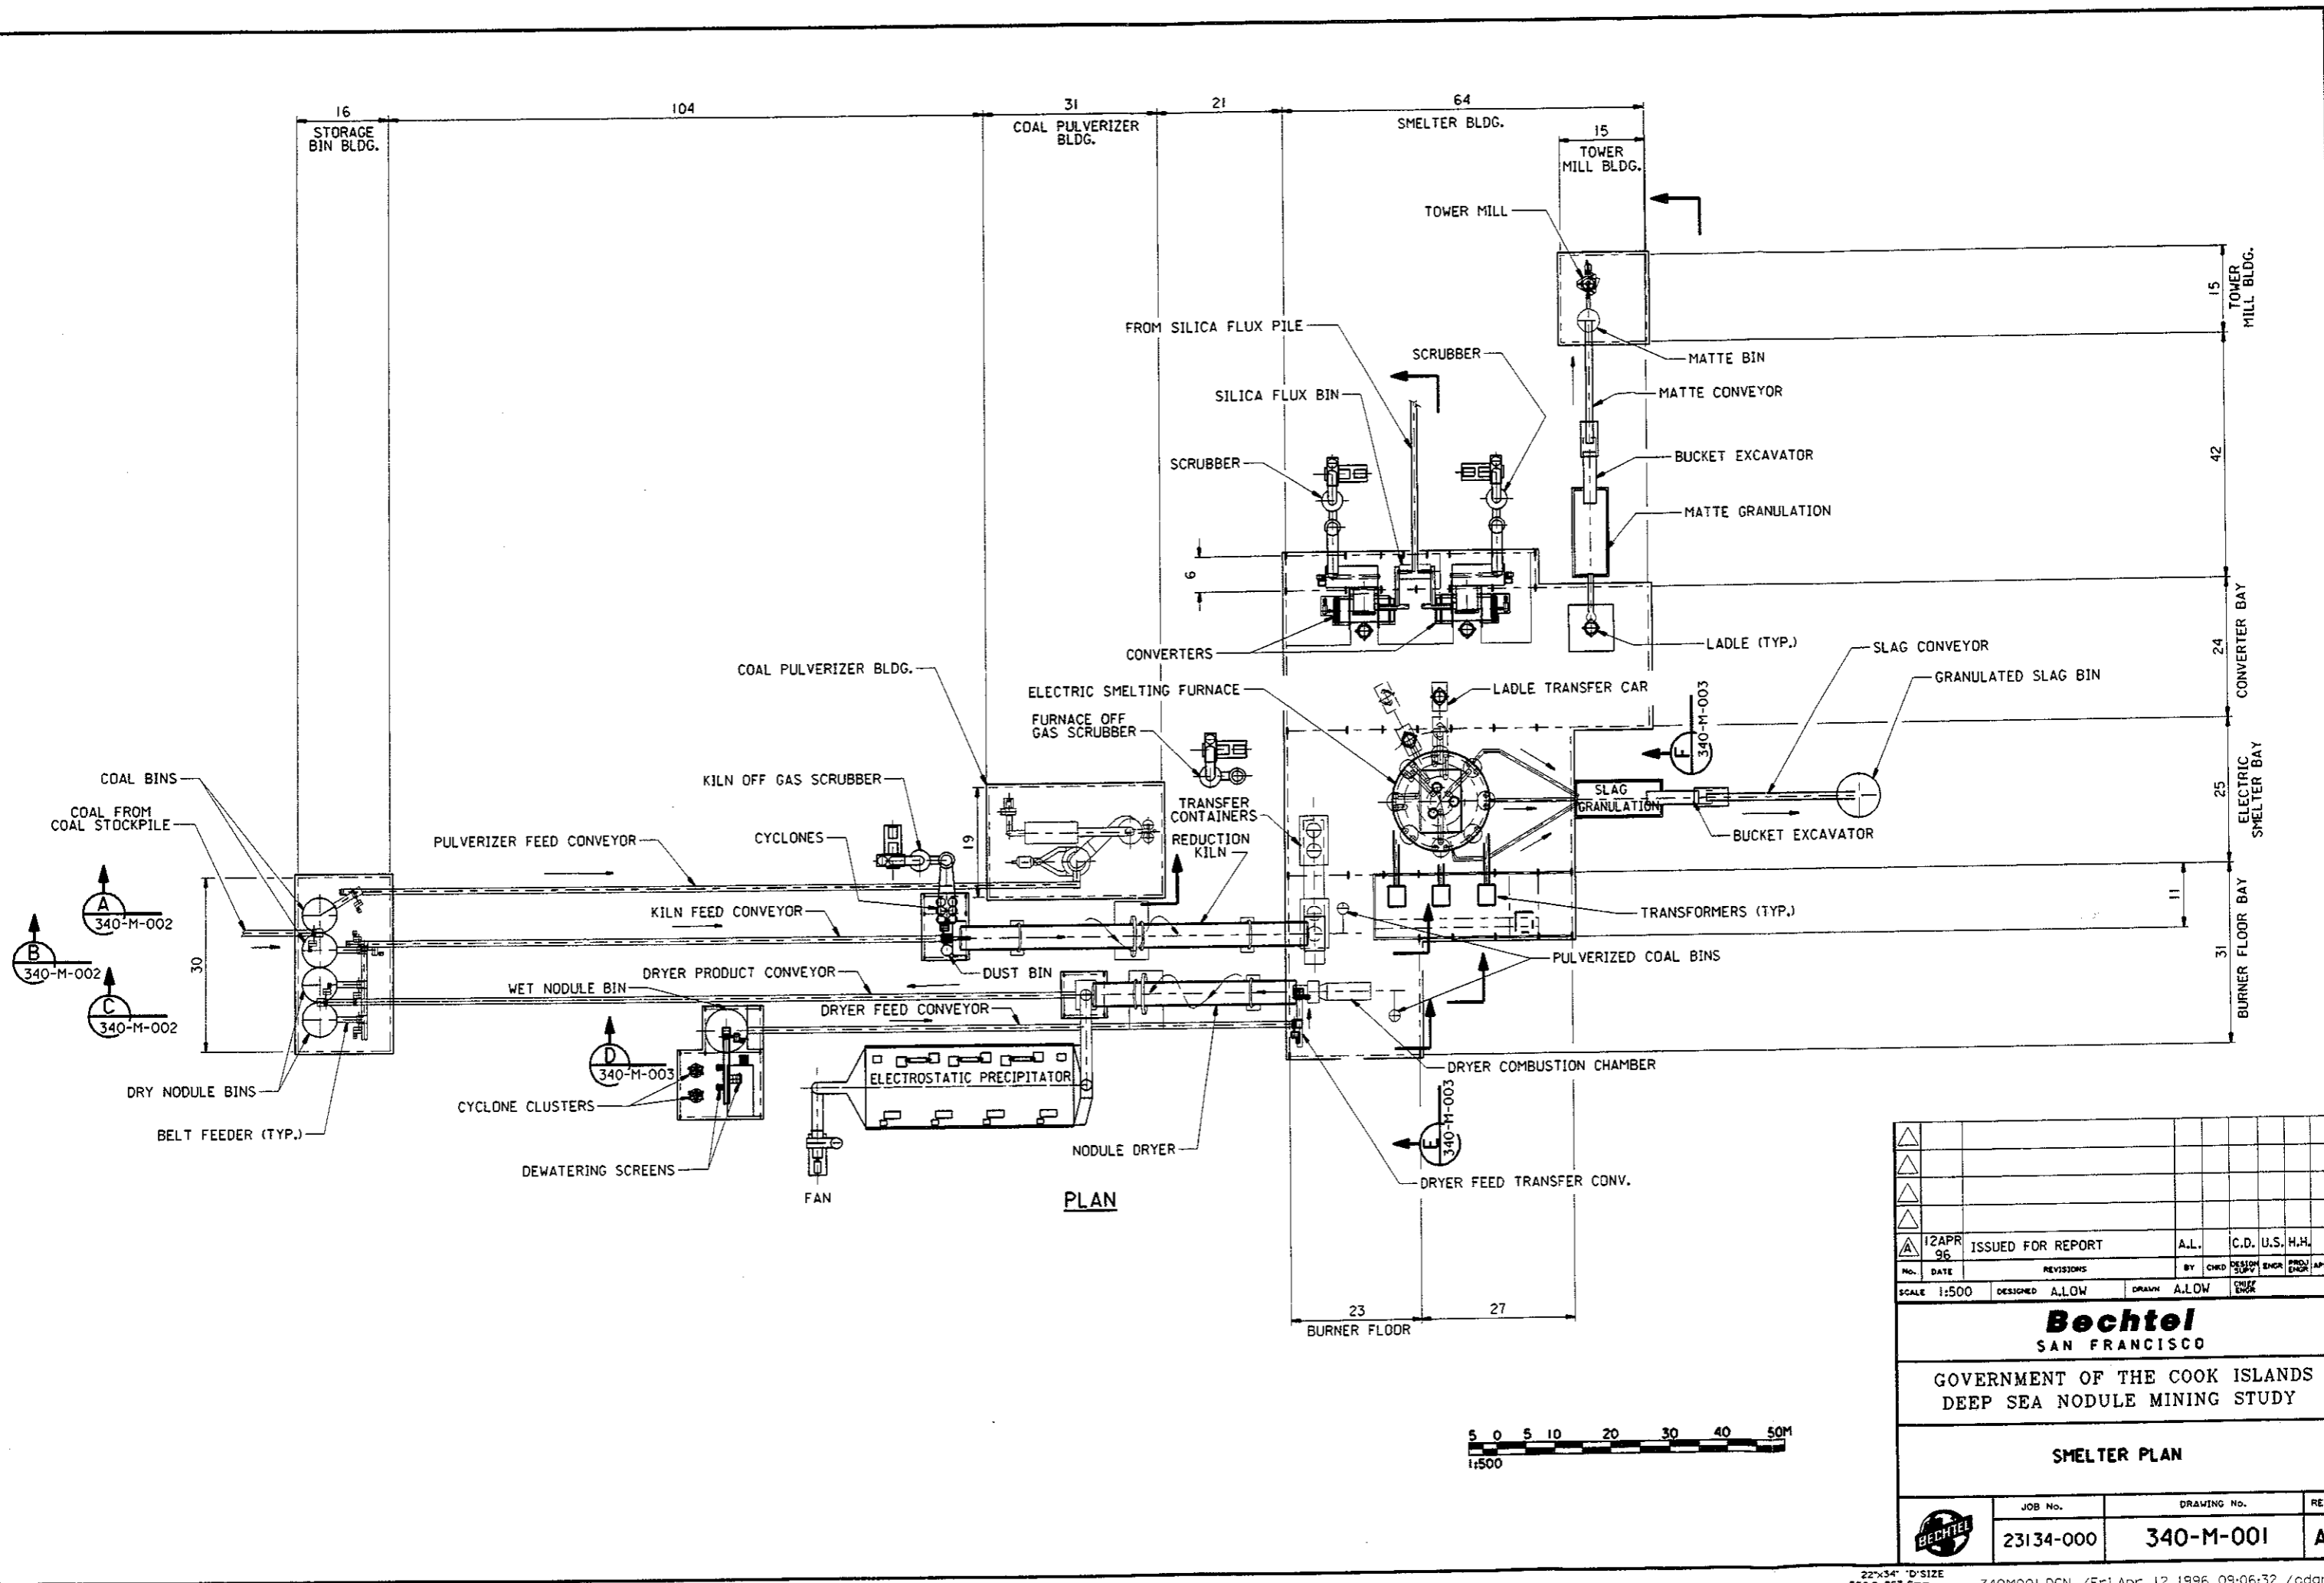 16
STORAGE
BIN BLDG.
104
31
COAL PULVERIZER
BLDG.
21
64
SMELTER BLDG.
15
TOWER
MILL BLDG.
TOWER MILL
15
TOWER
MILL BLDG.
FROM SILICA FLUX PILE
SCRUBBER
MATTE BIN
SILICA FLUX BIN
MATTE CONVEYOR
SCRUBBER
BUCKET EXCAVATOR
42
MATTE GRANULATION
6
CONVERTERS
LADLE (TYP.)
SLAG CONVEYOR
24
CONVERTER BAY
COAL PULVERIZER BLDG.
GRANULATED SLAG BIN
ELECTRIC SMELTING FURNACE
LADLE TRANSFER CAR
FURNACE OFF
GAS SCRUBBER
F
340-M-003
COAL BINS
KILN OFF GAS SCRUBBER
SLAG
GRANULATION
25
ELECTRIC
SMELTER BAY
COAL FROM
COAL STOCKPILE
TRANSFER
CONTAINERS
BUCKET EXCAVATOR
PULVERIZER FEED CONVEYOR
CYCLONES
19
REDUCTION
KILN
A
340-M-002
KILN FEED CONVEYOR
TRANSFORMERS (TYP.)
11
B
340-M-002
30
DRYER PRODUCT CONVEYOR
DUST BIN
PULVERIZED COAL BINS
31
BURNER FLOOR BAY
C
340-M-002
WET NODULE BIN
DRYER FEED CONVEYOR
D
340-M-003
ELECTROSTATIC PRECIPITATOR
DRYER COMBUSTION CHAMBER
DRY NODULE BINS
CYCLONE CLUSTERS
BELT FEEDER (TYP.)
E
340-M-003
NODULE DRYER
DEWATERING SCREENS
DRYER FEED TRANSFER CONV.
FAN
PLAN
23
BURNER FLOOR
27
5 0 5 10 20 30 40 50M
1:500
A 12APR 96 ISSUED FOR REPORT A.L. C.D. U.S. H.H.
No. DATE REVISIONS BY CHKD DESIGN SUPV ENGR PROJ ENGR AP
SCALE 1:500 DESIGNED A.LOW DRAWN A.LOW CHIEF ENGR
Bechtel
SAN FRANCISCO
GOVERNMENT OF THE COOK ISLANDS
DEEP SEA NODULE MINING STUDY
SMELTER PLAN
BECHTEL
JOB No. DRAWING No. RE
23134-000 340-M-001 A
22"x34" "D"SIZE